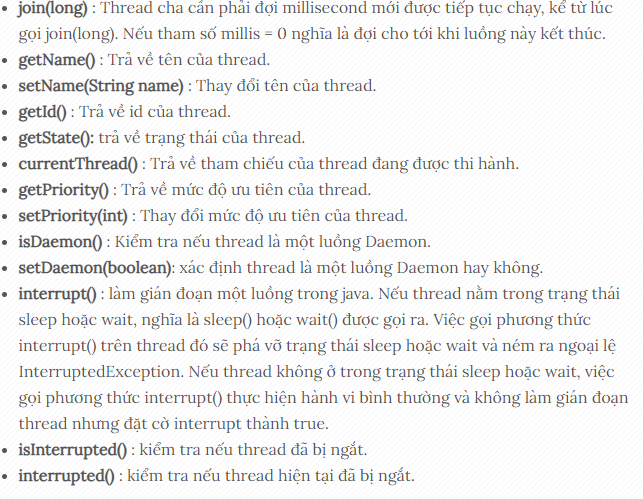 • join(long) : Thread cha cần phải đợi millisecond mới được tiếp tục chạy, kể từ lúc
gọi join(long). Nếu tham số millis = 0 nghĩa là đợi cho tới khi luồng này kết thúc.
• getName() : Trả về tên của thread.
• setName(String name) : Thay đổi tên của thread.
• getId() : Trả về id của thread.
• getState(): trả về trạng thái của thread.
• currentThread() : Trả về tham chiếu của thread đang được thi hành.
• getPriority() : Trả về mức độ ưu tiên của thread.
• setPriority(int) : Thay đổi mức độ ưu tiên của thread.
• isDaemon() : Kiểm tra nếu thread là một luồng Daemon.
• setDaemon(boolean): xác định thread là một luồng Daemon hay không.
• interrupt() : làm gián đoạn một luồng trong java. Nếu thread nằm trong trạng thái
sleep hoặc wait, nghĩa là sleep() hoặc wait() được gọi ra. Việc gọi phương thức
interrupt() trên thread đó sẽ phá vỡ trạng thái sleep hoặc wait và ném ra ngoại lệ
InterruptedException. Nếu thread không ở trong trạng thái sleep hoặc wait, việc
gọi phương thức interrupt() thực hiện hành vi bình thường và không làm gián đoạn
thread nhưng đặt cờ interrupt thành true.
• isInterrupted() : kiểm tra nếu thread đã bị ngắt.
• interrupted() : kiểm tra nếu thread hiện tại đã bị ngắt.